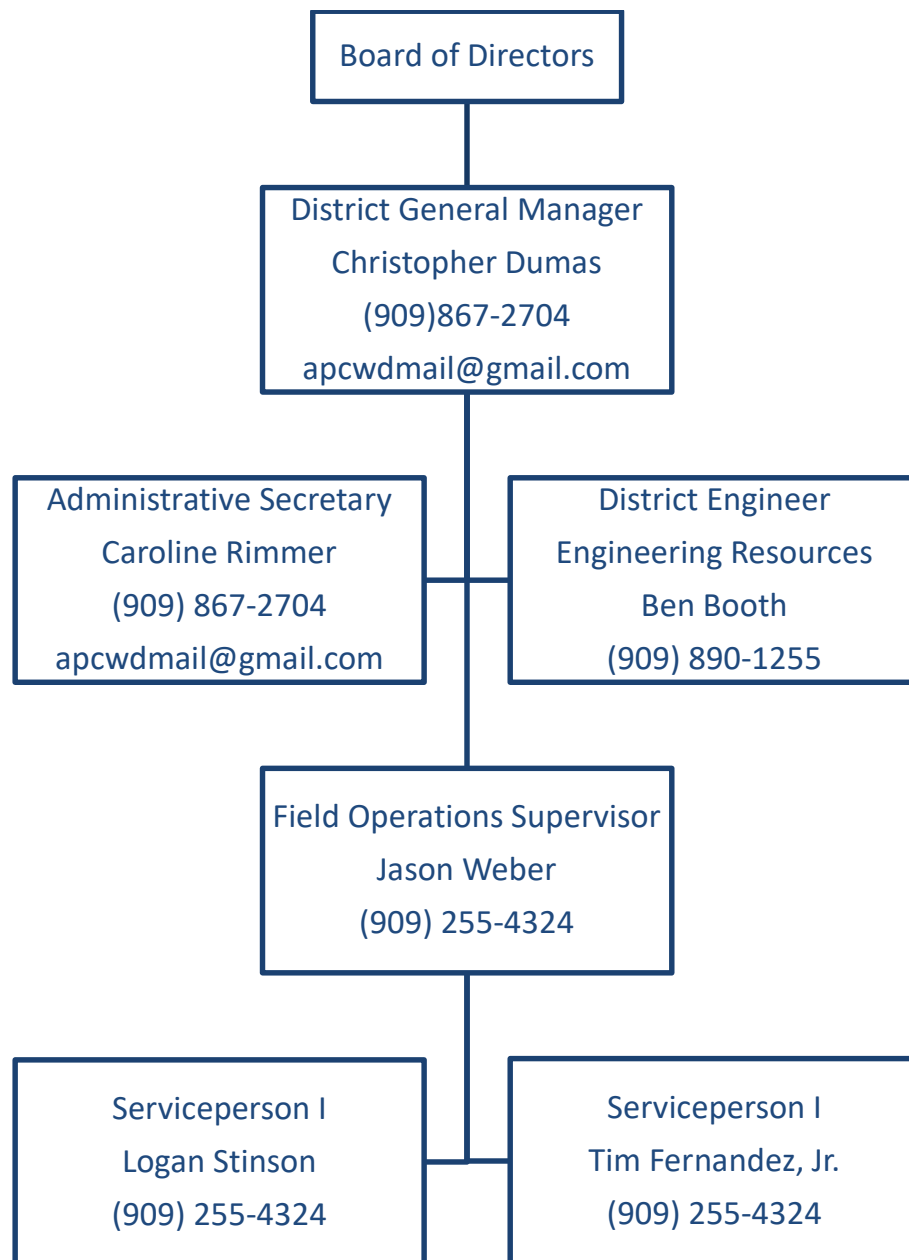 Board of Directors
District General Manager
Christopher Dumas
(909)867-2704
apcwdmail@gmail.com
Administrative Secretary
Caroline Rimmer
(909) 867-2704
apcwdmail@gmail.com
District Engineer
Engineering Resources
Ben Booth
(909) 890-1255
Field Operations Supervisor
Jason Weber
(909) 255-4324
Serviceperson I
Logan Stinson
(909) 255-4324
Serviceperson I
Tim Fernandez, Jr.
(909) 255-4324